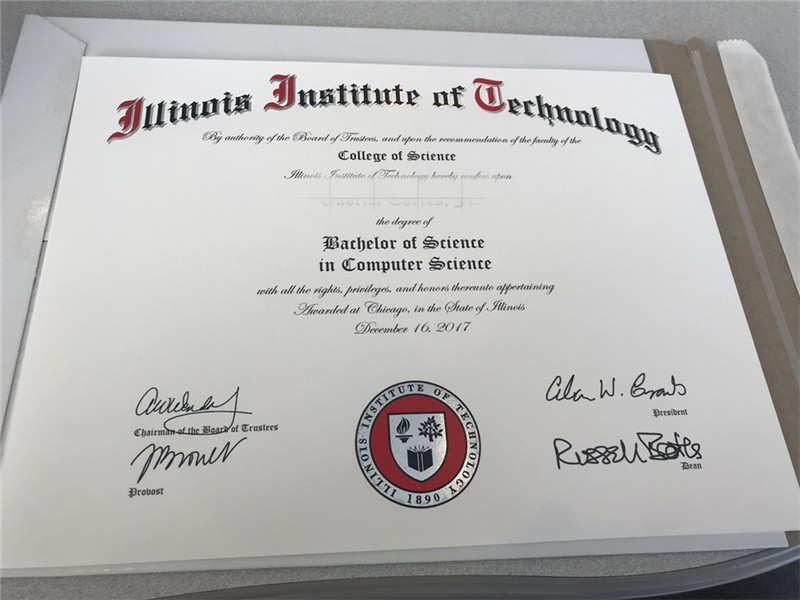 Illinois Institute of Technology
By authority of the Board of Trustees, and upon the recommendation of the faculty of the
College of Science
Illinois Institute of Technology hereby confers upon
the degree of
Bachelor of Science
in Computer Science
with all the rights, privileges, and honors thereunto appertaining
Awarded at Chicago, in the State of Illinois
December 16, 2017
Chairman of the Board of Trustees
Provost
Alan W. Cramb
President
Dean
ILLINOIS INSTITUTE OF TECHNOLOGY
1890